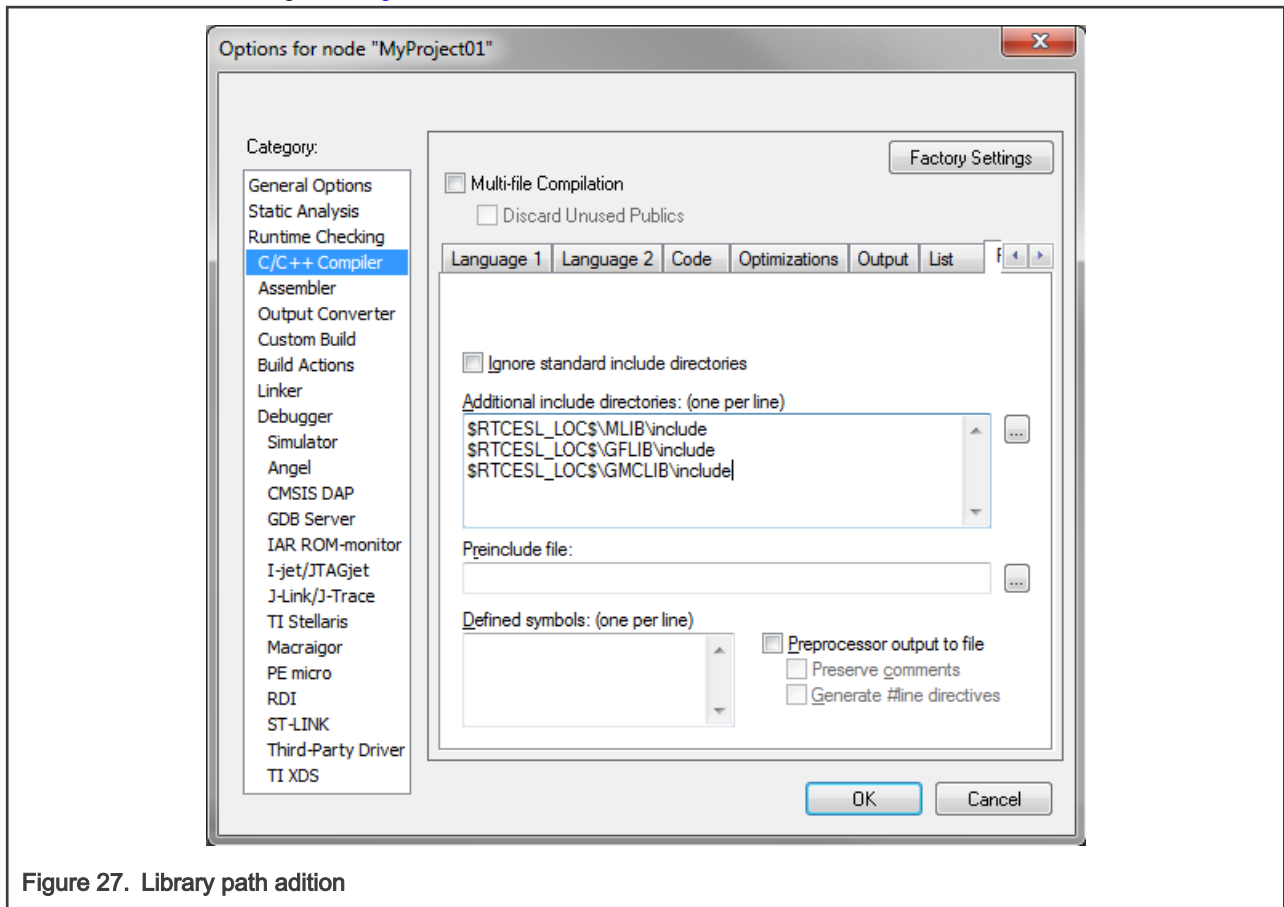 Options for node "MyProject01"
Category:
General Options
Static Analysis
Runtime Checking
C/C++ Compiler
Assembler
Output Converter
Custom Build
Build Actions
Linker
Debugger
Simulator
Angel
CMSIS DAP
GDB Server
IAR ROM-monitor
I-jet/JTAGjet
J-Link/J-Trace
TI Stellaris
Macraigor
PE micro
RDI
ST-LINK
Third-Party Driver
TI XDS
Factory Settings
Multi-file Compilation
Discard Unused Publics
Language 1 Language 2 Code Optimizations Output List
Ignore standard include directories
Additional include directories: (one per line)
$RTCESL_LOC$\MLIB\include
$RTCESL_LOC$\GFLIB\include
$RTCESL_LOC$\GMCLIB\include
...
Preinclude file:
...
Defined symbols: (one per line)
Preprocessor output to file
Preserve comments
Generate #line directives
OK Cancel
Figure 27. Library path adition